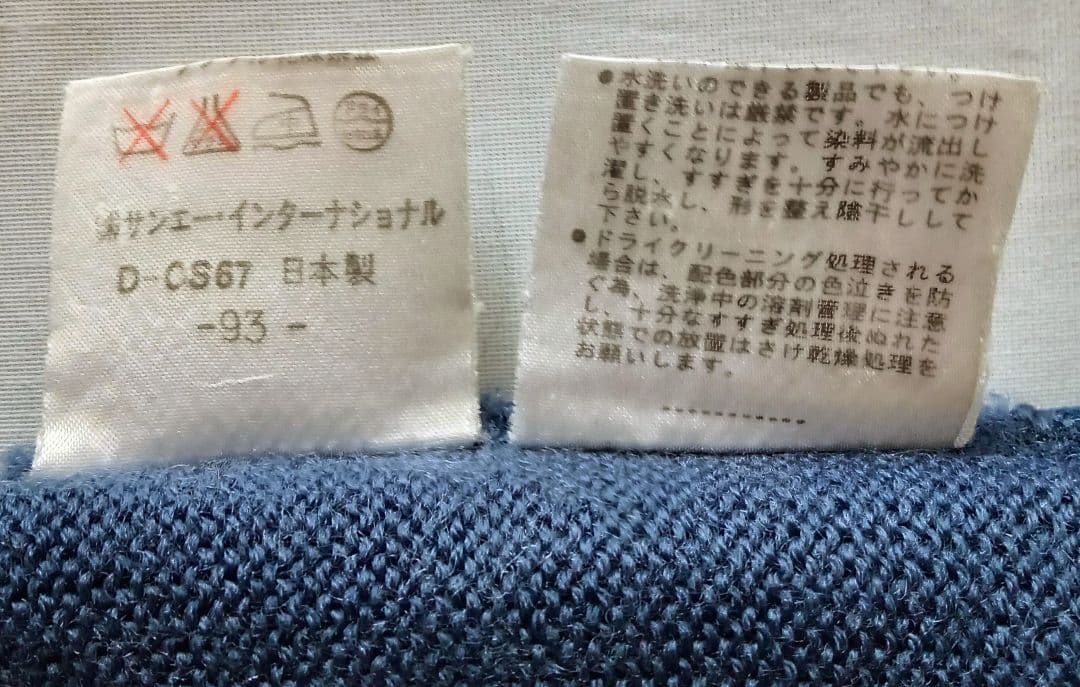 ㈱サンエー・インターナショナル
D-CS67 日本製
-93-
●水洗いのできる製品でも、つけ
置き洗いは厳禁です。水につけ
置くことによって染料が流出し
やすくなります。すみやかに洗
濯し、すすぎを十分に行ってか
ら脱水し、形を整え陰干しして
下さい。
●ドライクリーニング処理される
場合は、配色部分の色泣きを防
ぐ為、洗浄中の溶剤管理に注意
し、十分なすすぎ処理後ぬれた
状態での放置はさけ乾燥処理を
お願いします。